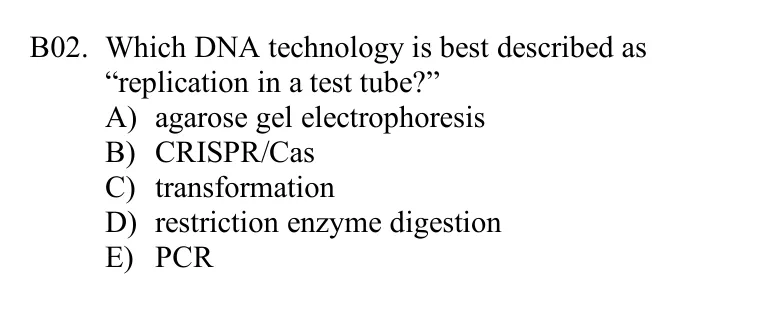 B02. Which DNA technology is best described as
“replication in a test tube?”
A) agarose gel electrophoresis
B) CRISPR/Cas
C) transformation
D) restriction enzyme digestion
E) PCR